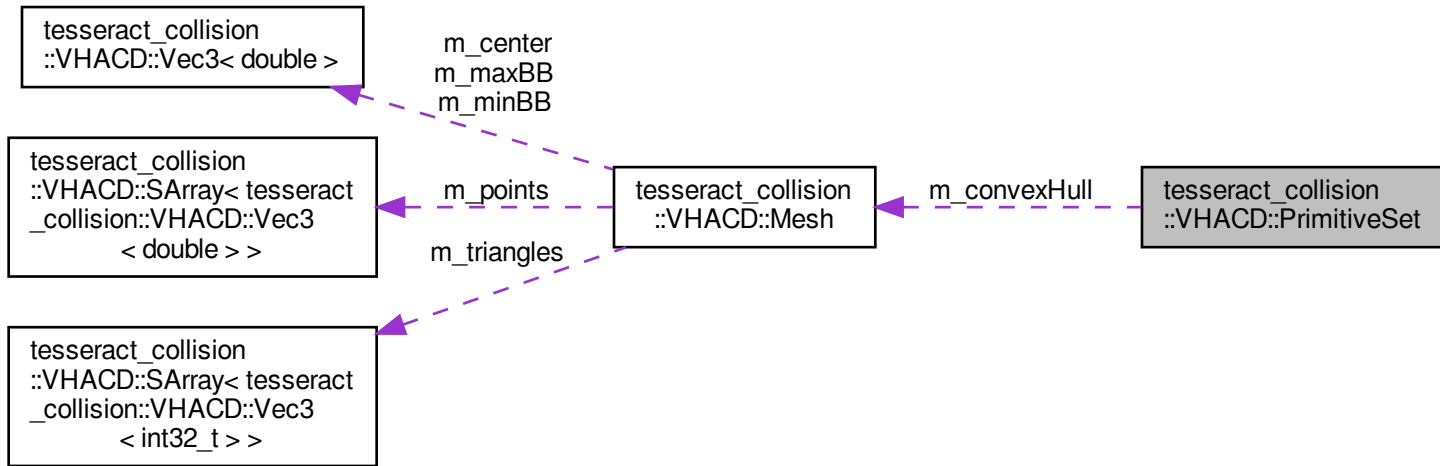 tesseract_collision
::VHACD::Vec3< double >
m_center
m_maxBB
m_minBB
tesseract_collision
::VHACD::SArray< tesseract
_collision::VHACD::Vec3
< double > >
m_points
tesseract_collision
::VHACD::Mesh
m_convexHull
tesseract_collision
::VHACD::PrimitiveSet
m_triangles
tesseract_collision
::VHACD::SArray< tesseract
_collision::VHACD::Vec3
< int32_t > >